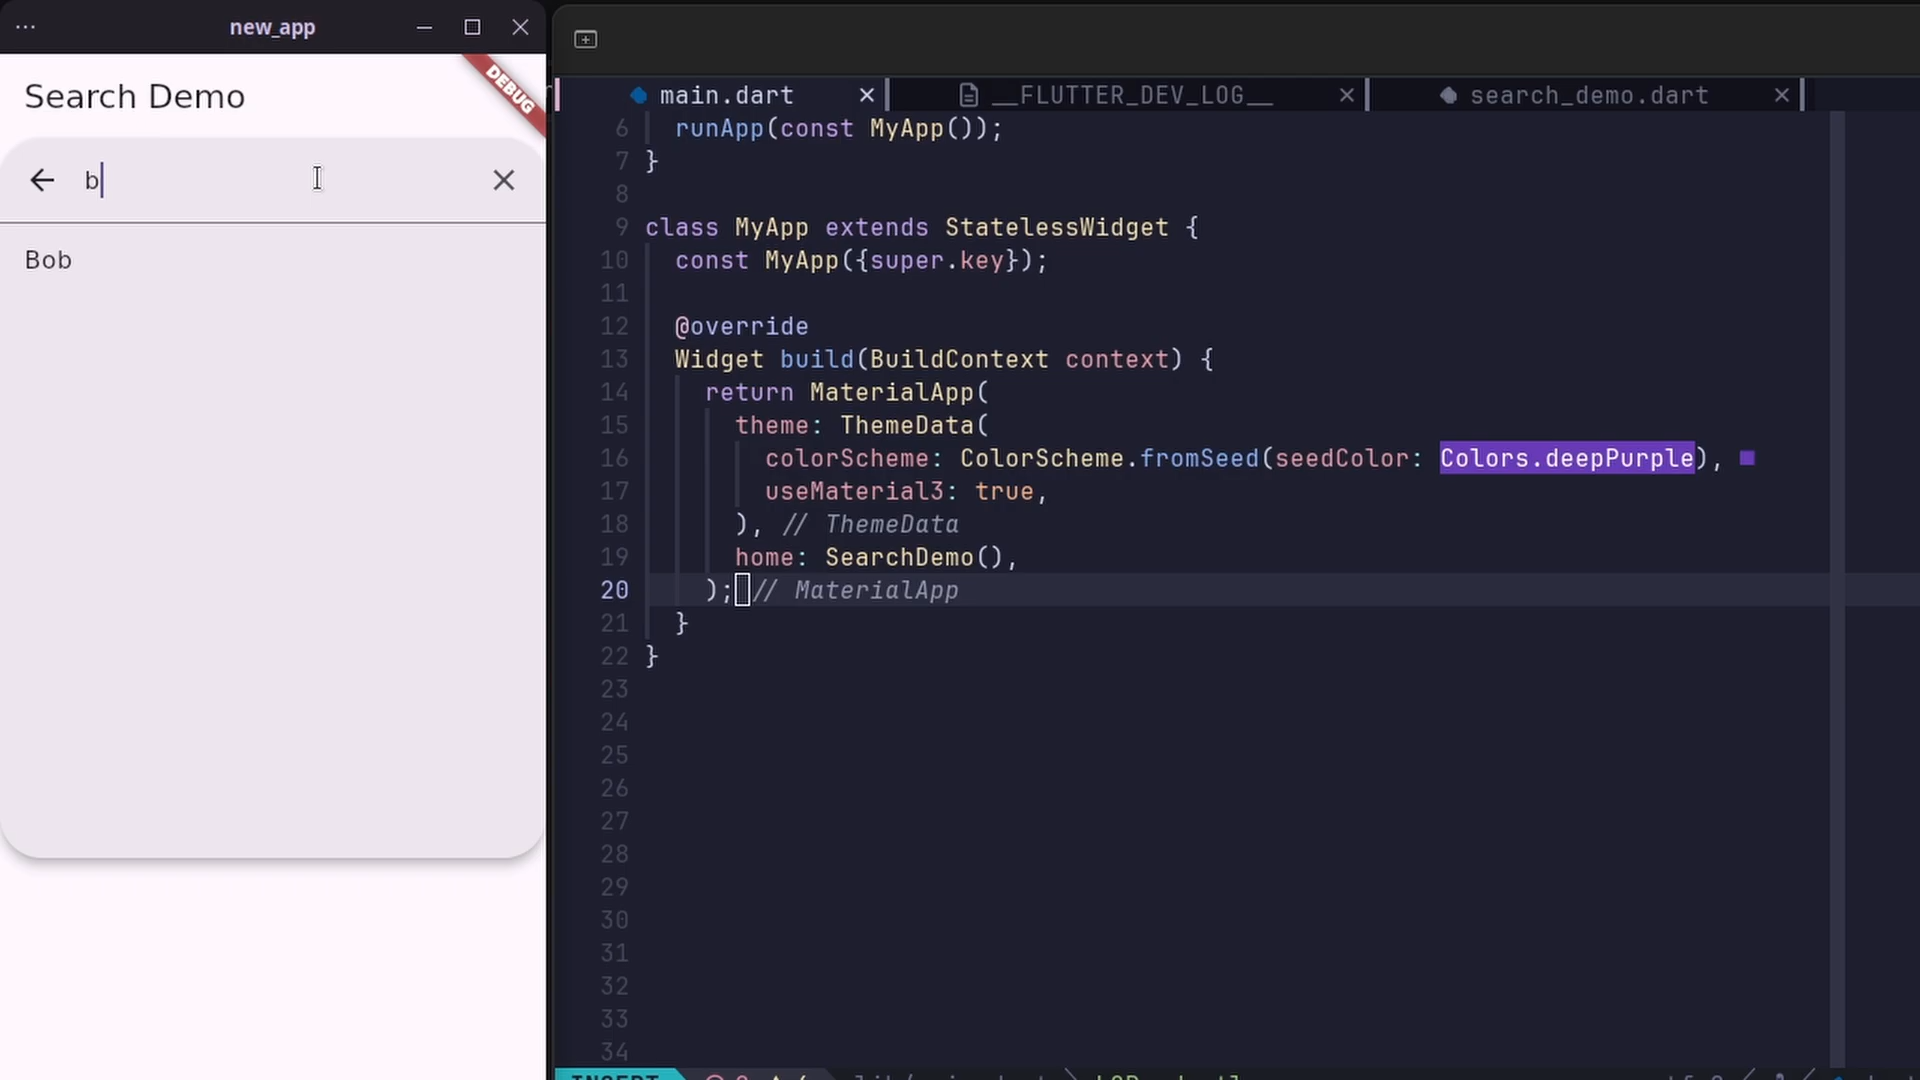 new_app
Search Demo
DEBUG
b
Bob
main.dart
__FLUTTER_DEV_LOG__
search_demo.dart
6 runApp(const MyApp());
7 }
8
9 class MyApp extends StatelessWidget {
10 const MyApp({super.key});
11
12 @override
13 Widget build(BuildContext context) {
14 return MaterialApp(
15 theme: ThemeData(
16 colorScheme: ColorScheme.fromSeed(seedColor: Colors.deepPurple),
17 useMaterial3: true,
18 ), // ThemeData
19 home: SearchDemo(),
20 ); // MaterialApp
21 }
22 }
23
24
25
26
27
28
29
30
31
32
33
34
INSERT